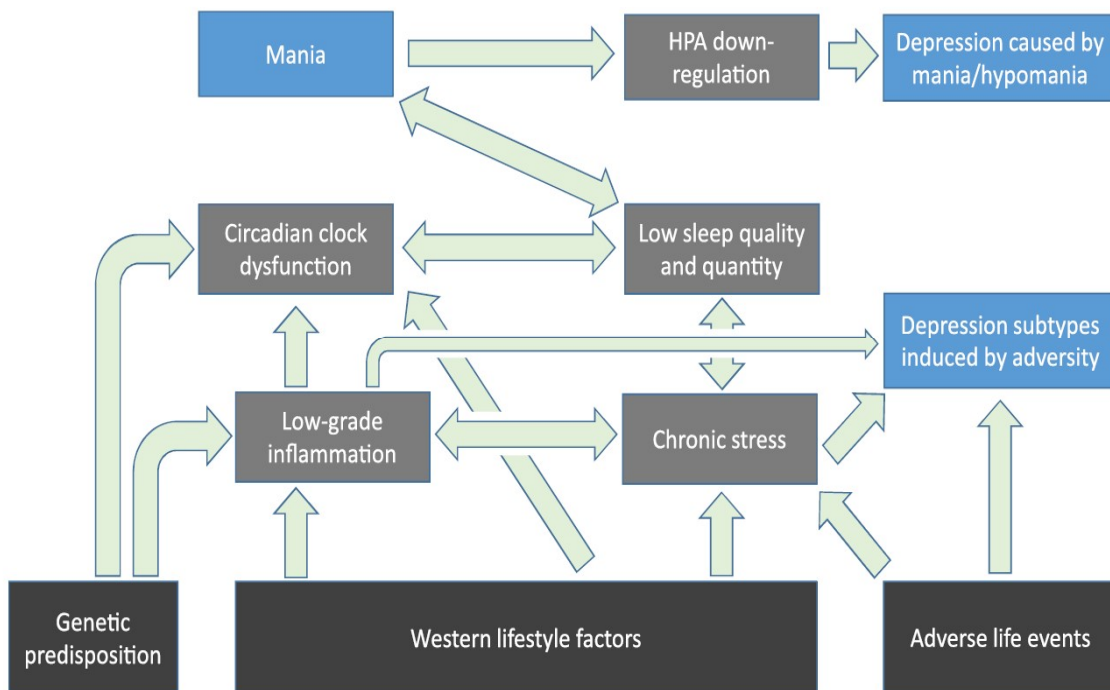 Mania
HPA down-
regulation
Depression caused by
mania/hypomania
Circadian clock
dysfunction
Low sleep quality
and quantity
Depression subtypes
induced by adversity
Low-grade
inflammation
Chronic stress
Genetic
predisposition
Western lifestyle factors
Adverse life events